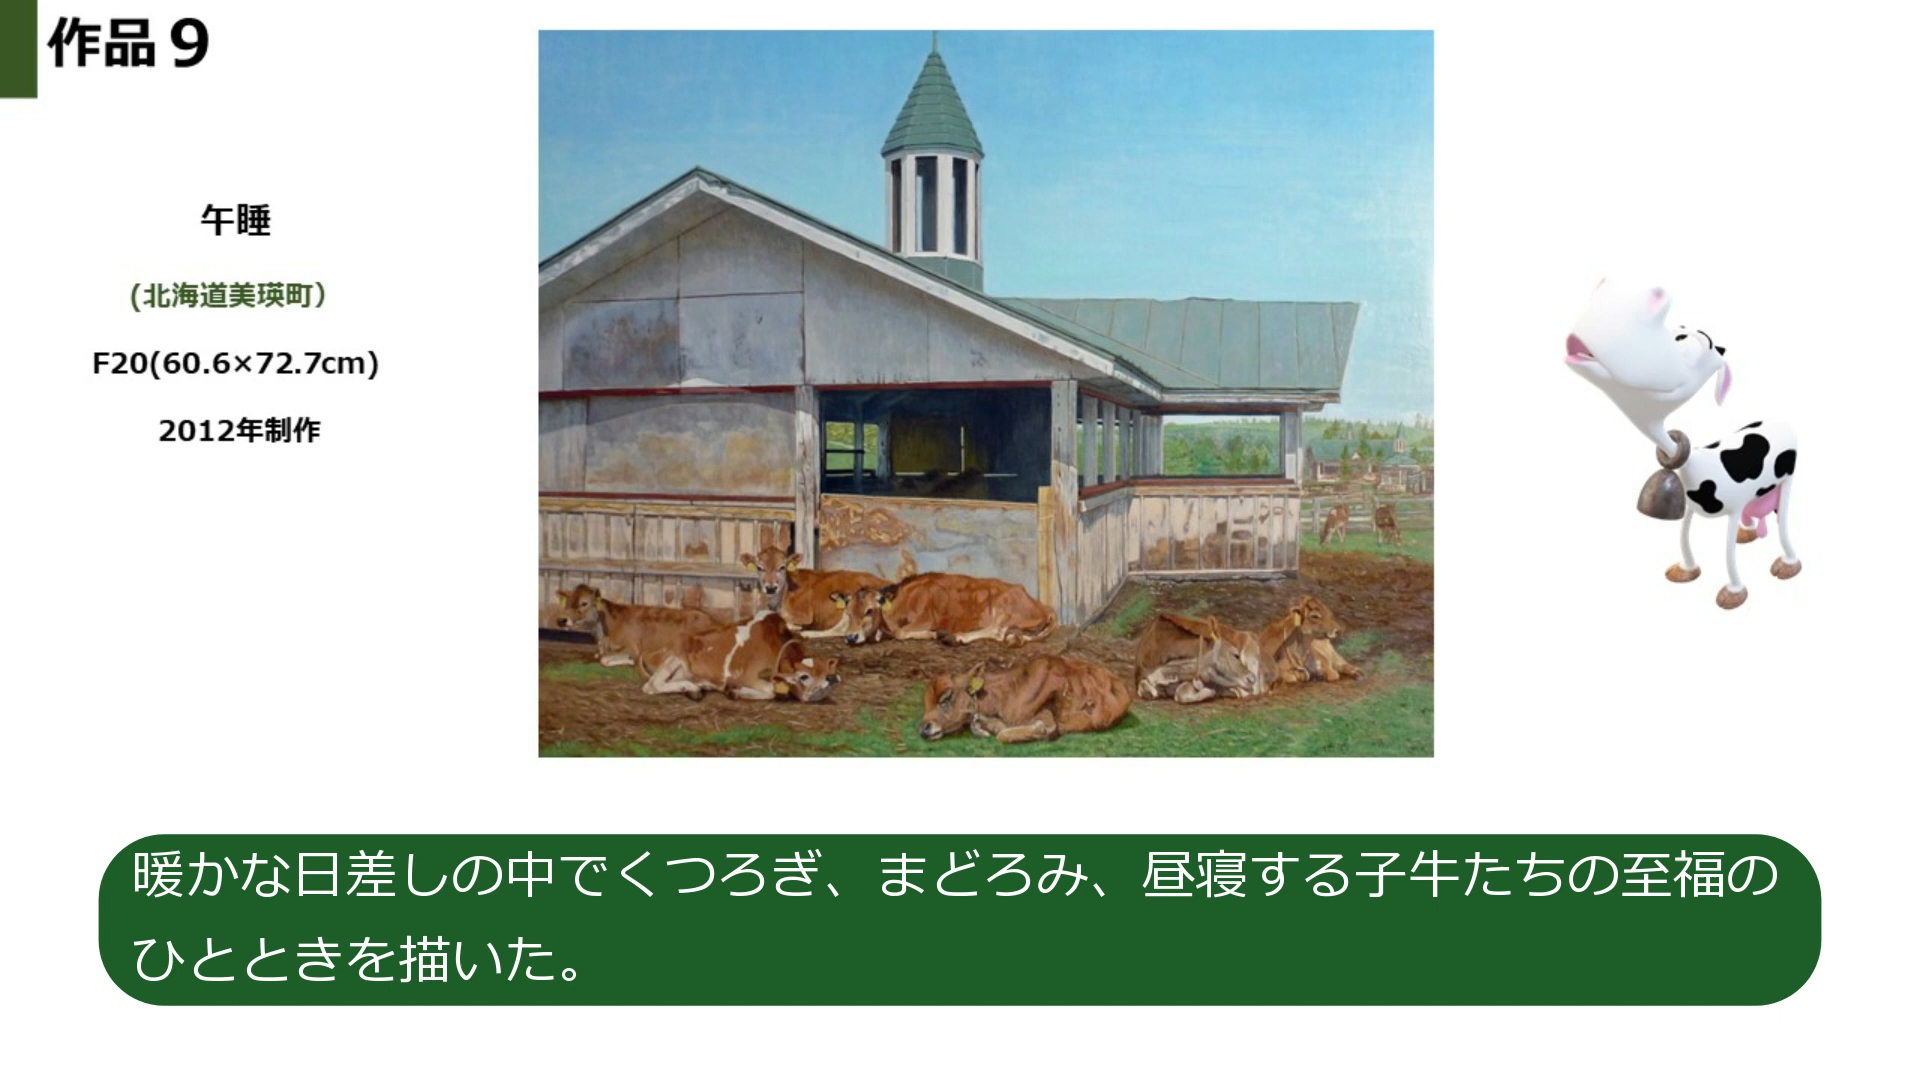 作品９
午睡
(北海道美瑛町）
F20(60.6×72.7cm)
2012年制作
暖かな日差しの中でくつろぎ、まどろみ、昼寝する子牛たちの至福の
ひとときを描いた。